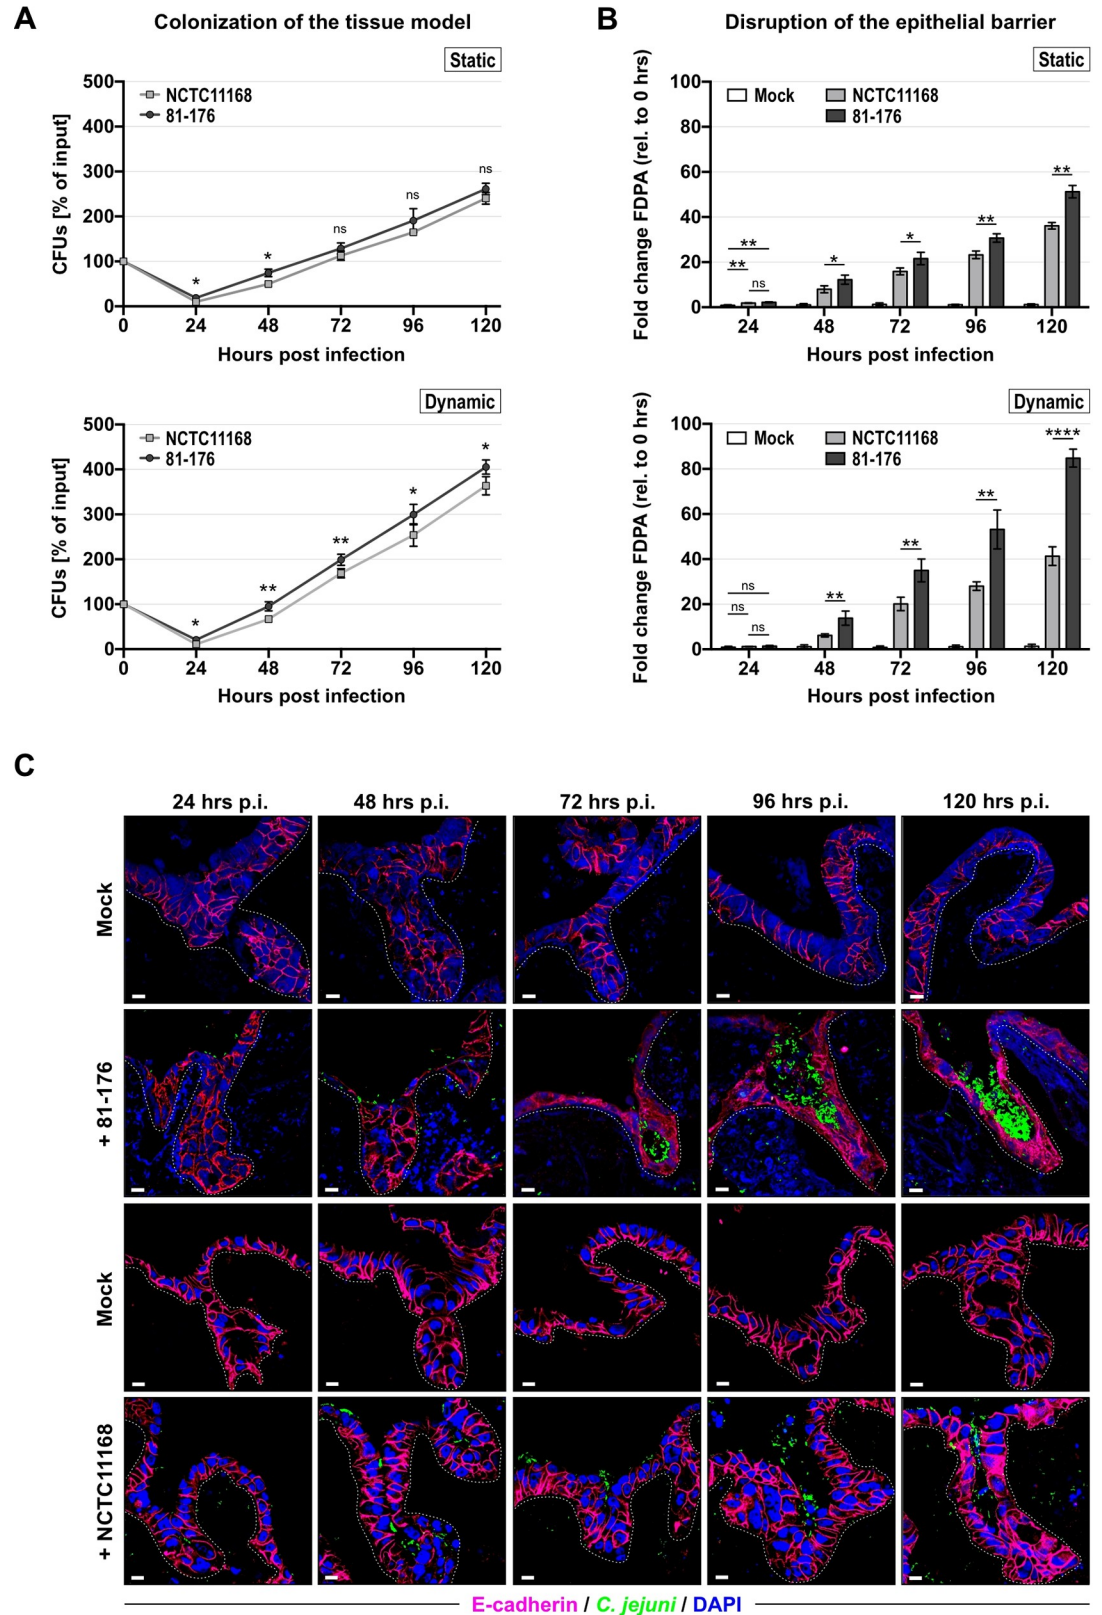 A
Colonization of the tissue model
Static
CFUs [% of input]
500
400
300
200
100
0
NCTC11168
81-176
*
*
ns
ns
ns
0 24 48 72 96 120
Hours post infection
Dynamic
CFUs [% of input]
500
400
300
200
100
0
NCTC11168
81-176
*
**
**
*
*
0 24 48 72 96 120
Hours post infection
B
Disruption of the epithelial barrier
Static
Fold change FDPA (rel. to 0 hrs)
100
80
60
40
20
0
Mock NCTC11168
81-176
**
**
ns
*
*
**
**
24 48 72 96 120
Hours post infection
Dynamic
Fold change FDPA (rel. to 0 hrs)
100
80
60
40
20
0
Mock NCTC11168
81-176
ns
ns
ns
**
**
**
****
24 48 72 96 120
Hours post infection
C
24 hrs p.i. 48 hrs p.i. 72 hrs p.i. 96 hrs p.i. 120 hrs p.i.
Mock
+ 81-176
Mock
+ NCTC11168
E-cadherin / C. jejuni / DAPI